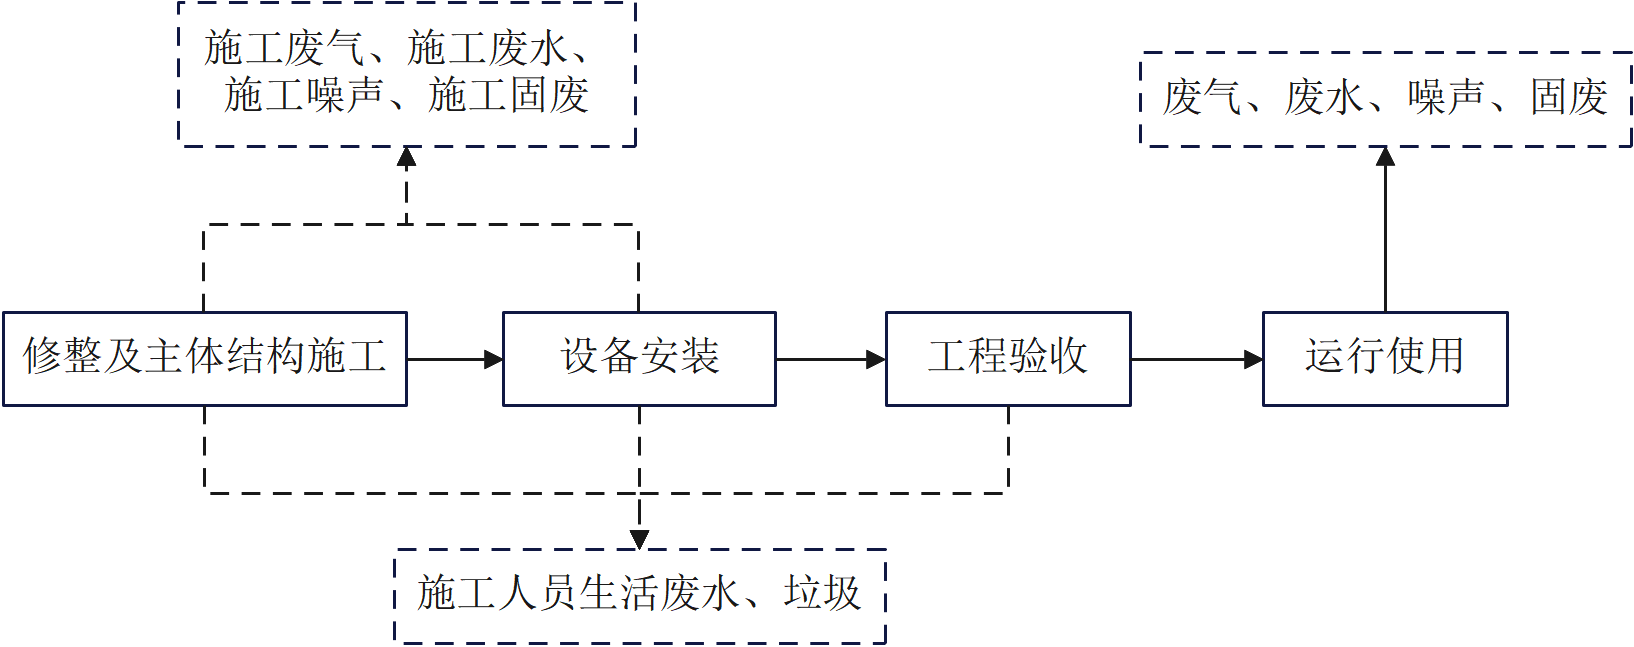 施工废气、施工废水、
施工噪声、施工固废
废气、废水、噪声、固废
修整及主体结构施工
设备安装
工程验收
运行使用
施工人员生活废水、垃圾